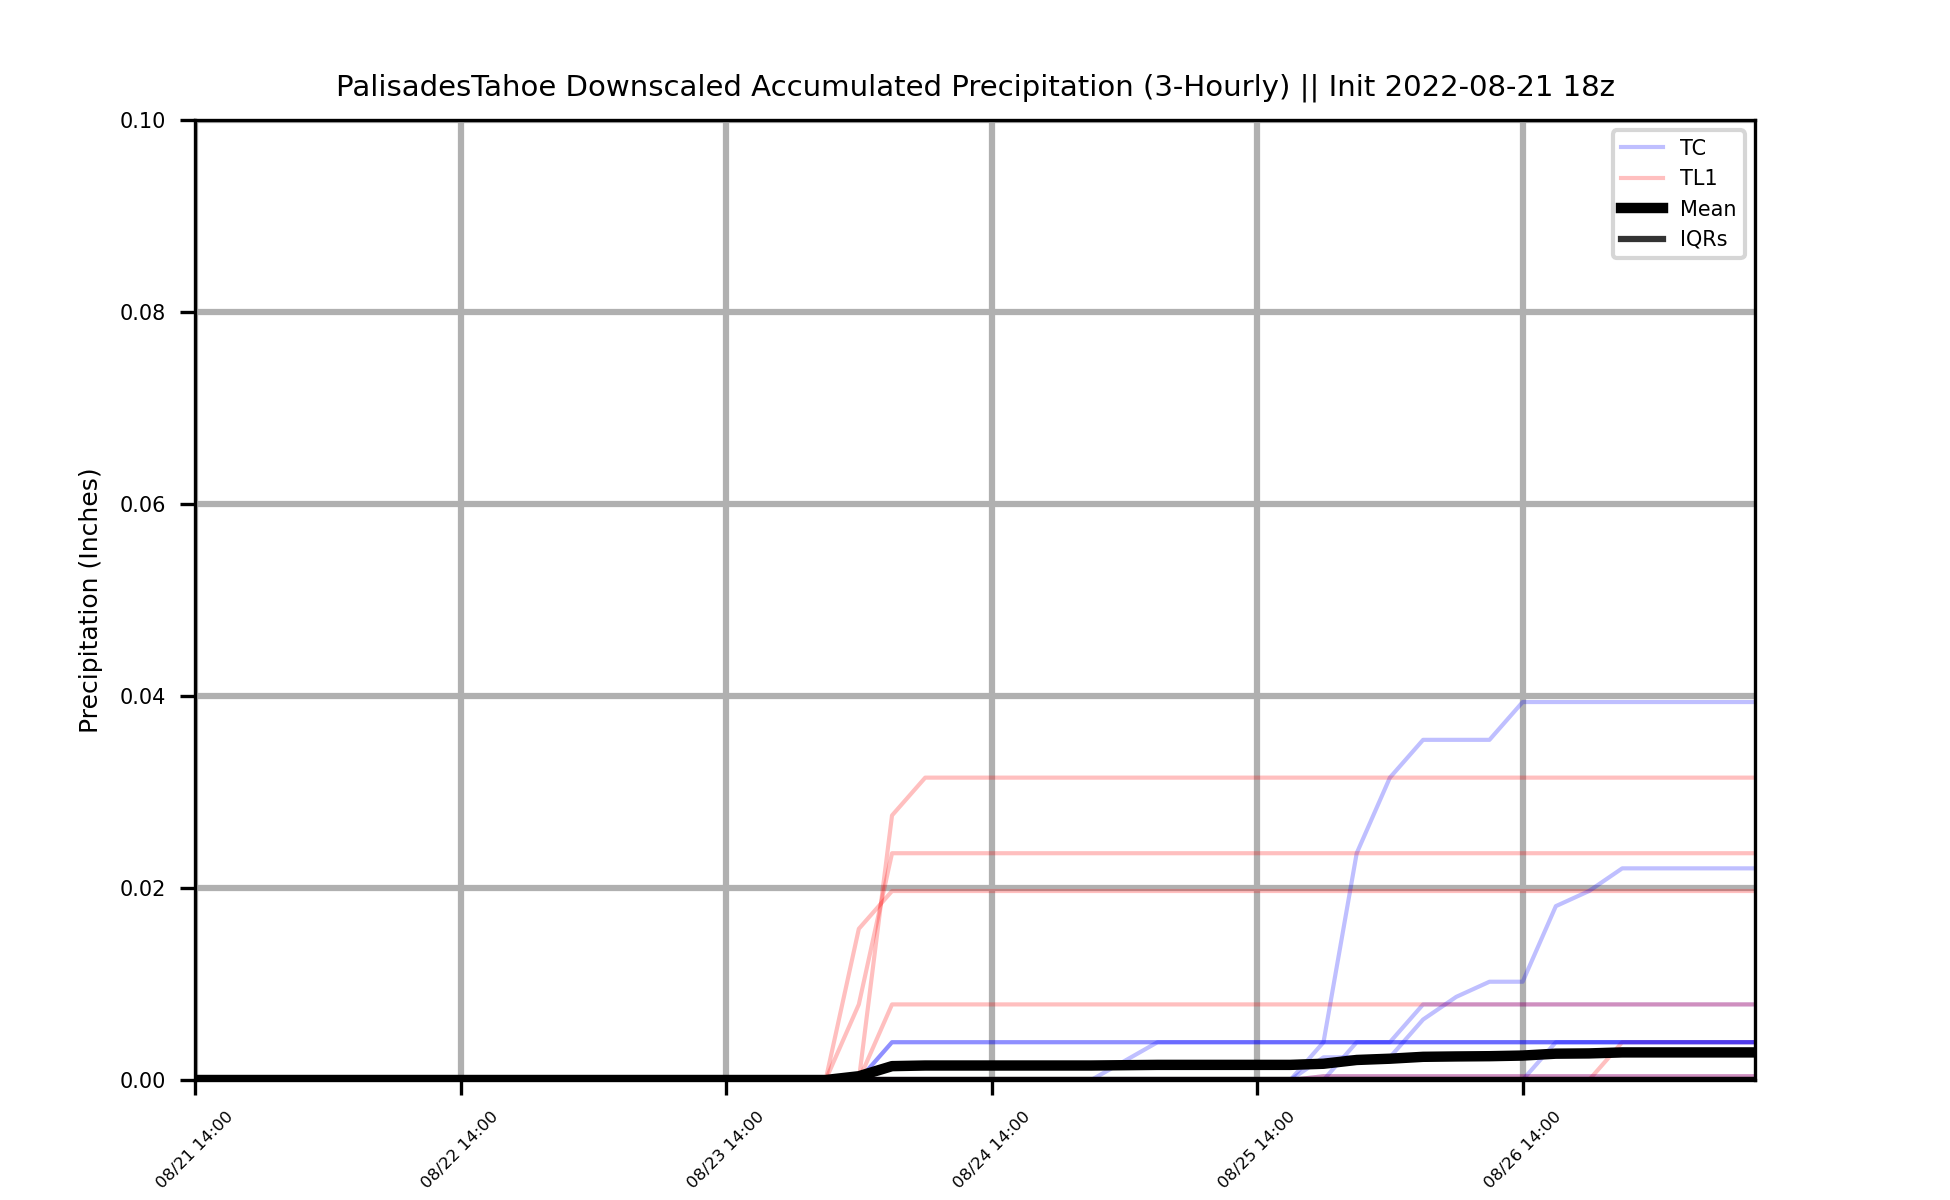 PalisadesTahoe Downscaled Accumulated Precipitation (3-Hourly) || Init 2022-08-21 18z
TC
TL1
Mean
IQRs
Precipitation (Inches)
0.10
0.08
0.06
0.04
0.02
0.00
08/21 14:00
08/22 14:00
08/23 14:00
08/24 14:00
08/25 14:00
08/26 14:00